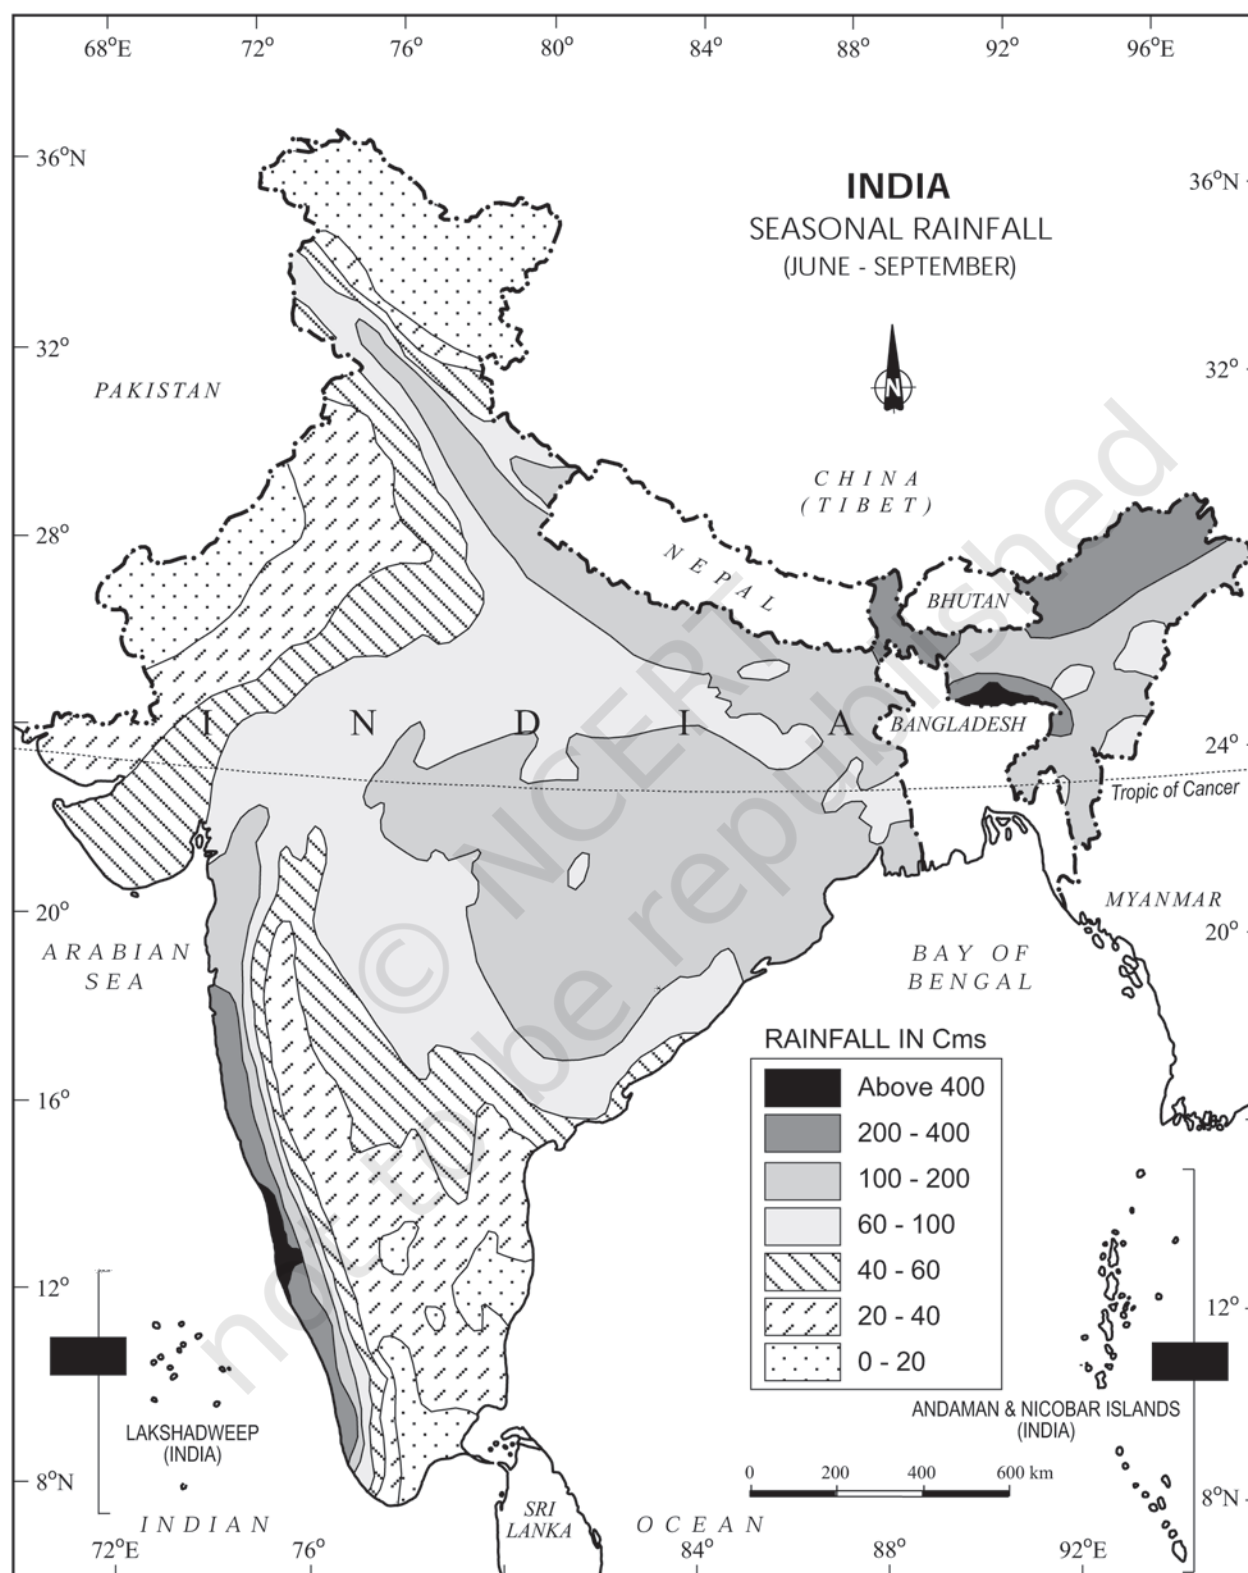 68°E 72° 76° 80° 84° 88° 92° 96°E
36°N
36°N
INDIA
SEASONAL RAINFALL
(JUNE - SEPTEMBER)
32°
32°
N
PAKISTAN
CHINA
(TIBET)
28°
28°
NEPAL
BHUTAN
I N D I A
BANGLADESH
24°
Tropic of Cancer
20°
20°
MYANMAR
ARABIAN
SEA
BAY OF
BENGAL
© NCERT
not to be republished
16°
RAINFALL IN Cms
Above 400
200 - 400
100 - 200
60 - 100
40 - 60
20 - 40
0 - 20
12°
12°
LAKSHADWEEP
(INDIA)
ANDAMAN & NICOBAR ISLANDS
(INDIA)
0 200 400 600 km
8°N
8°N
SRI
LANKA
INDIAN OCEAN
72°E 76° 84° 88° 92°E